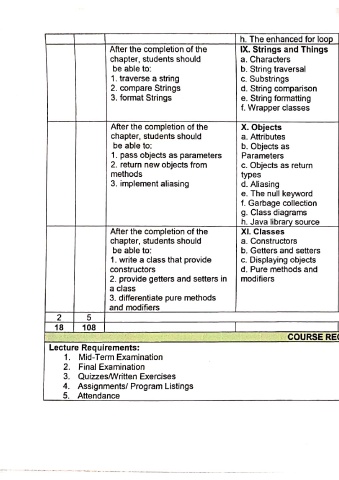 h. The enhanced for loop
After the completion of the
chapter, students should
be able to:
1. traverse a string
2. compare Strings
3. format Strings
IX. Strings and Things
a. Characters
b. String traversal
c. Substrings
d. String comparison
e. String formatting
f. Wrapper classes
After the completion of the
chapter, students should
be able to:
1. pass objects as parameters
2. return new objects from
methods
3. implement aliasing
X. Objects
a. Attributes
b. Objects as
Parameters
c. Objects as return
types
d. Aliasing
e. The null keyword
f. Garbage collection
g. Class diagrams
h. Java library source
After the completion of the
chapter, students should
be able to:
1. write a class that provide
constructors
2. provide getters and setters in
a class
3. differentiate pure methods
and modifiers
XI. Classes
a. Constructors
b. Getters and setters
c. Displaying objects
d. Pure methods and
modifiers
2 5
18 108
COURSE REQ
Lecture Requirements:
1. Mid-Term Examination
2. Final Examination
3. Quizzes/Written Exercises
4. Assignments/ Program Listings
5. Attendance